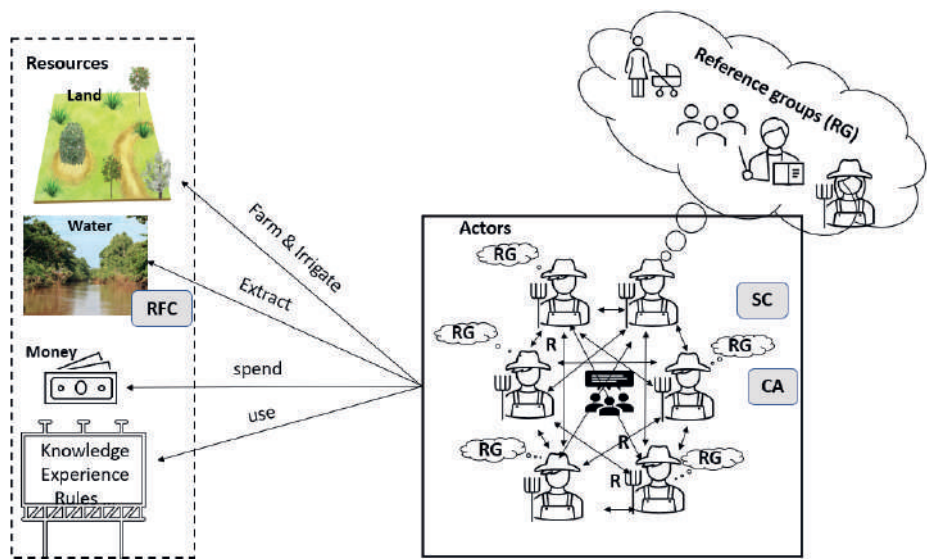 Resources
Land
Water
RFC
Money
Knowledge
Experience
Rules...
Farm & Irrigate
Extract
spend
use
Reference groups (RG)
Actors
RG
RG
RG
RG
RG
R
R
R
SC
CA